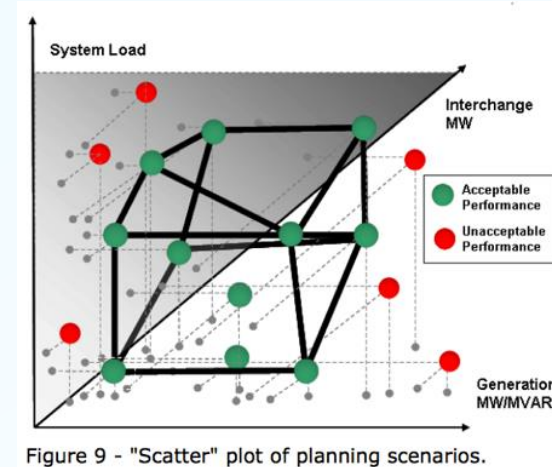 System Load
Interchange
MW
Acceptable
Performance
Unacceptable
Performance
Generation
MW/MVAR
Figure 9 - "Scatter" plot of planning scenarios.